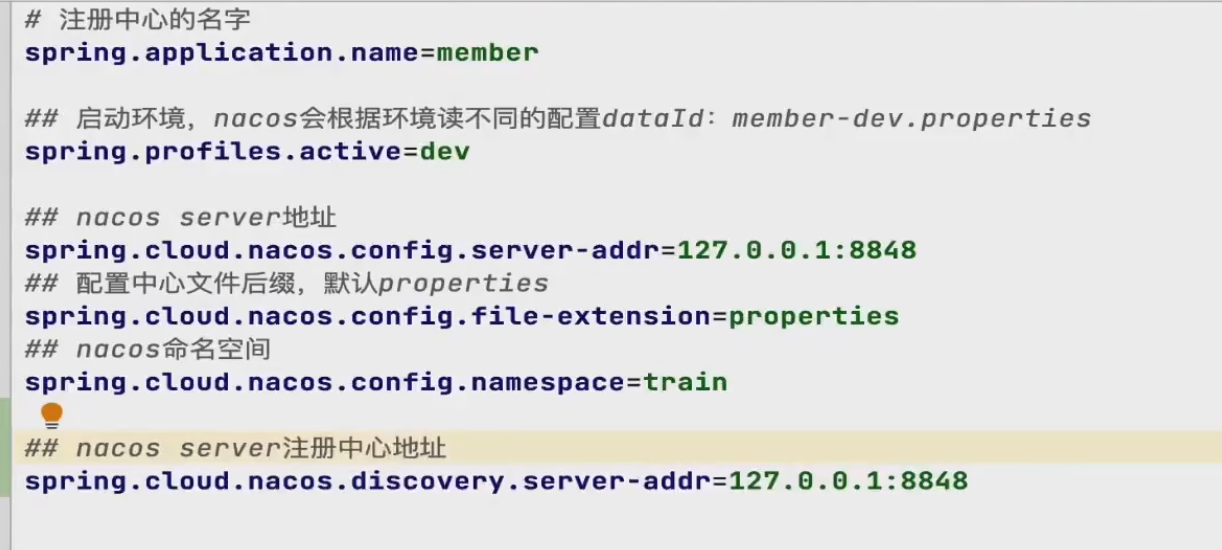 # 注册中心的名字
spring.application.name=member
## 启动环境，nacos会根据环境读不同的配置dataId：member-dev.properties
spring.profiles.active=dev
## nacos server地址
spring.cloud.nacos.config.server-addr=127.0.0.1:8848
## 配置中心文件后缀，默认properties
spring.cloud.nacos.config.file-extension=properties
## nacos命名空间
spring.cloud.nacos.config.namespace=train
## nacos server注册中心地址
spring.cloud.nacos.discovery.server-addr=127.0.0.1:8848